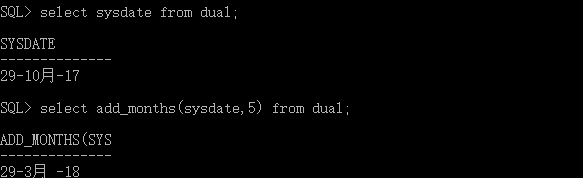 SQL> select sysdate from dual;
SYSDATE
--------------
29-10月-17
SQL> select add_months(sysdate,5) from dual;
ADD_MONTHS(SYS
--------------
29-3月 -18